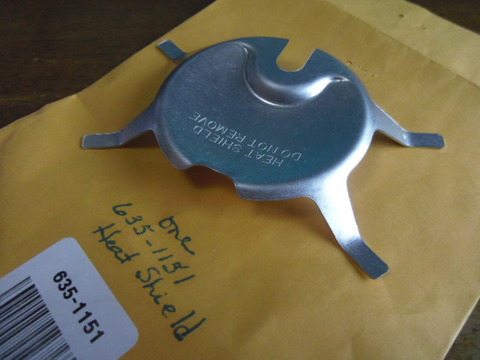 HEAT SHIELD
DO NOT REMOVE
one
635-1151
Heat Shield
635-1151